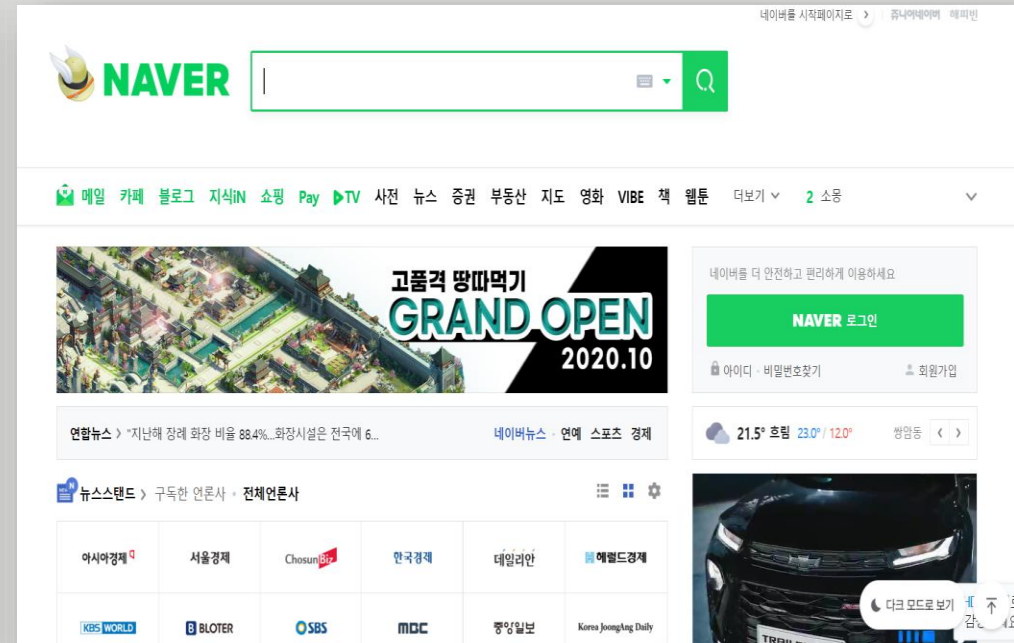 네이버를 시작페이지로 쥬니어네이버 해피빈
NAVER
메일 카페 블로그 지식iN 쇼핑 Pay TV 사전 뉴스 증권 부동산 지도 영화 VIBE 책 웹툰 더보기 2 소몽
고품격 땅따먹기
GRAND OPEN
2020.10
네이버를 더 안전하고 편리하게 이용하세요
NAVER 로그인
아이디 · 비밀번호찾기 회원가입
연합뉴스 > "지난해 장례 화장 비율 88.4%...화장시설은 전국에 6... 네이버뉴스 · 연예 스포츠 경제
21.5° 흐림 23.0° / 12.0° 쌍암동
뉴스스탠드 > 구독한 언론사 · 전체언론사
아시아경제 서울경제 ChosunBiz 한국경제 데일리안 헤럴드경제
KBS WORLD BLOTER SBS MBC 중앙일보 Korea JoongAng Daily
다크 모드로 보기